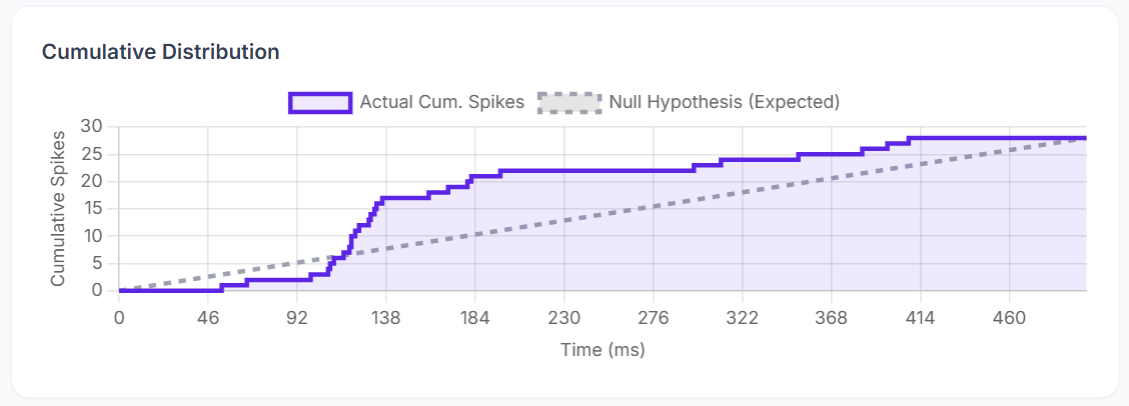 Cumulative Distribution
Actual Cum. Spikes Null Hypothesis (Expected)
Cumulative Spikes
30
25
20
15
10
5
0
0 46 92 138 184 230 276 322 368 414 460
Time (ms)